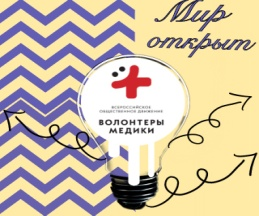 Мир
открыт
ВСЕРОССИЙСКОЕ
ОБЩЕСТВЕННОЕ ДВИЖЕНИЕ
ВОЛОНТЕРЫ
МЕДИКИ